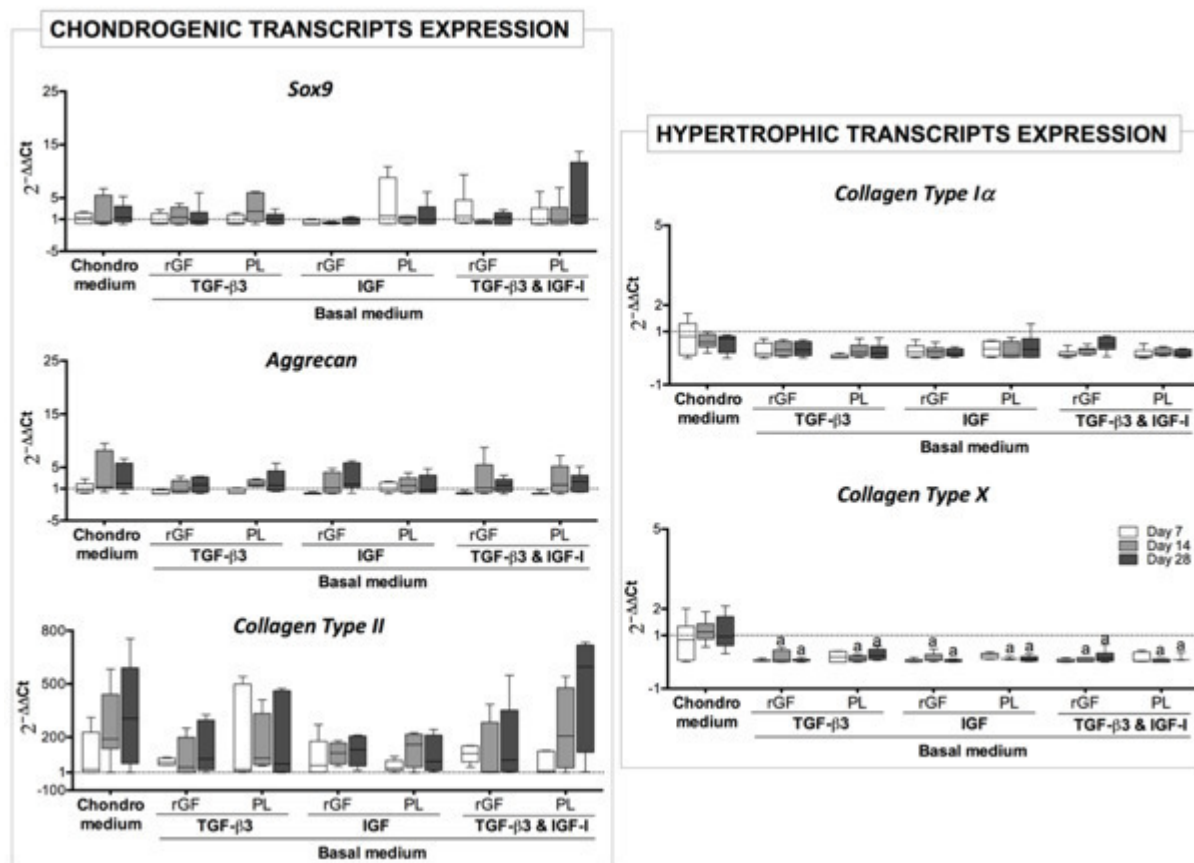 CHONDROGENIC TRANSCRIPTS EXPRESSION
Sox9
25
15
5
1
-5
2^-ΔΔCt
Chondro
medium
rGF PL rGF PL rGF PL
TGF-β3 IGF TGF-β3 & IGF-I
Basal medium
Aggrecan
25
15
5
1
-5
2^-ΔΔCt
Chondro
medium
rGF PL rGF PL rGF PL
TGF-β3 IGF TGF-β3 & IGF-I
Basal medium
Collagen Type II
800
500
200
1
-100
2^-ΔΔCt
Chondro
medium
rGF PL rGF PL rGF PL
TGF-β3 IGF TGF-β3 & IGF-I
Basal medium
HYPERTROPHIC TRANSCRIPTS EXPRESSION
Collagen Type Iα
5
2
1
-1
2^-ΔΔCt
Chondro
medium
rGF PL rGF PL rGF PL
TGF-β3 IGF TGF-β3 & IGF-I
Basal medium
Collagen Type X
5
2
1
-1
2^-ΔΔCt
Day 7
Day 14
Day 28
a a a a a a a a a a a
Chondro
medium
rGF PL rGF PL rGF PL
TGF-β3 IGF TGF-β3 & IGF-I
Basal medium